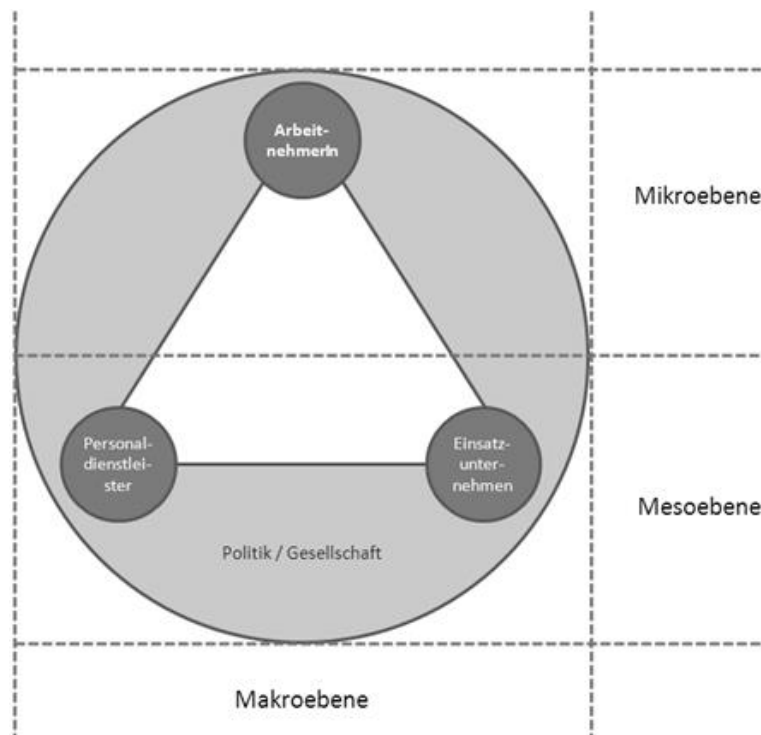 Arbeit-
nehmerIn
Mikroebene
Personal-
dienstlei-
ster
Einsatz-
unter-
nehmen
Mesoebene
Politik / Gesellschaft
Makroebene